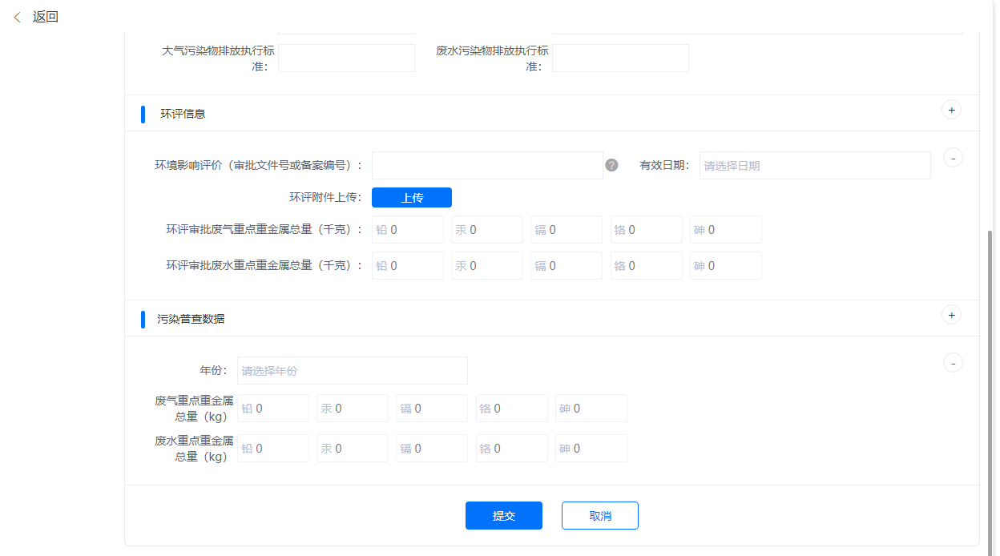 返回
大气污染物排放执行标
准：
废水污染物排放执行标
准：
环评信息
+
环境影响评价（审批文件号或备案编号）：
?
有效日期：
请选择日期
-
环评附件上传：
上传
环评审批废气重点重金属总量（千克）：
铅 0
汞 0
镉 0
铬 0
砷 0
环评审批废水重点重金属总量（千克）：
铅 0
汞 0
镉 0
铬 0
砷 0
污染普查数据
+
年份：
请选择年份
-
废气重点重金属
总量（kg）
铅 0
汞 0
镉 0
铬 0
砷 0
废水重点重金属
总量（kg）
铅 0
汞 0
镉 0
铬 0
砷 0
提交
取消